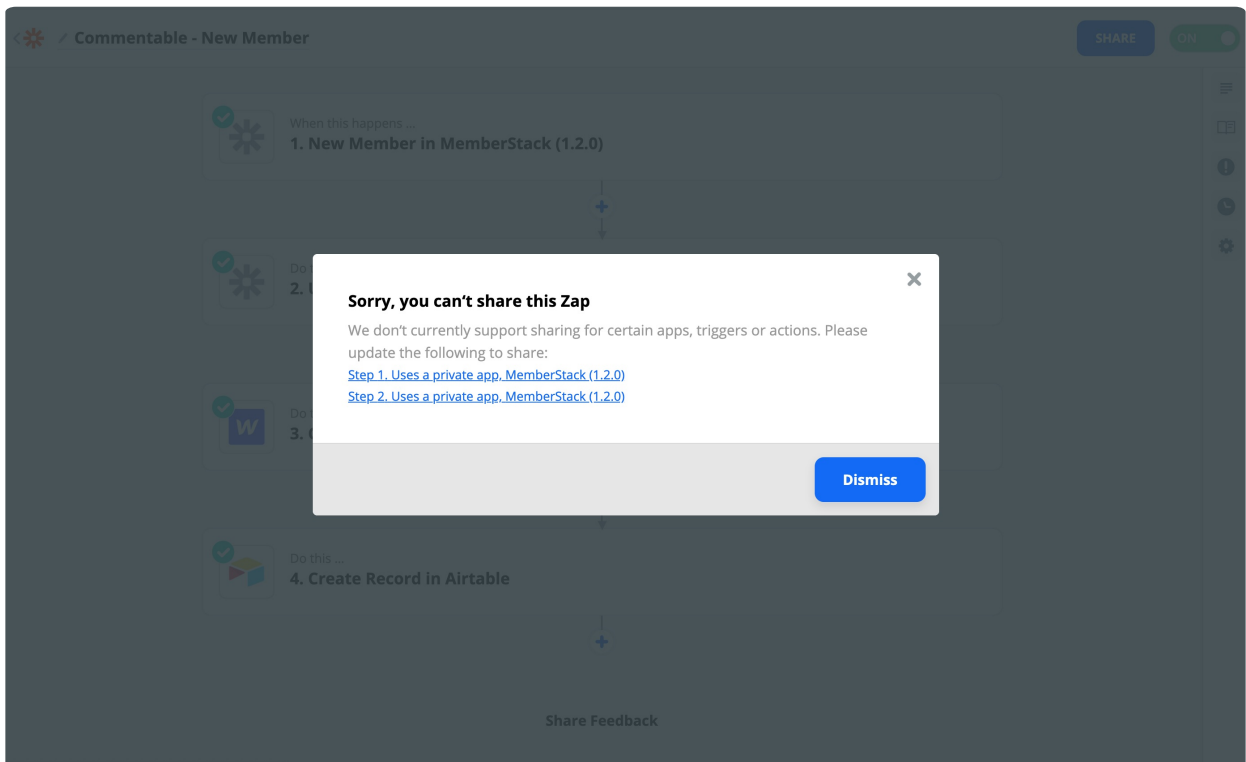 Commentable - New Member
SHARE
ON
When this happens ...
1. New Member in MemberStack (1.2.0)
Do
2.
Sorry, you can't share this Zap
We don't currently support sharing for certain apps, triggers or actions. Please
update the following to share:
Step 1. Uses a private app, MemberStack (1.2.0)
Step 2. Uses a private app, MemberStack (1.2.0)
Do
3.
Dismiss
Do this ...
4. Create Record in Airtable
Share Feedback